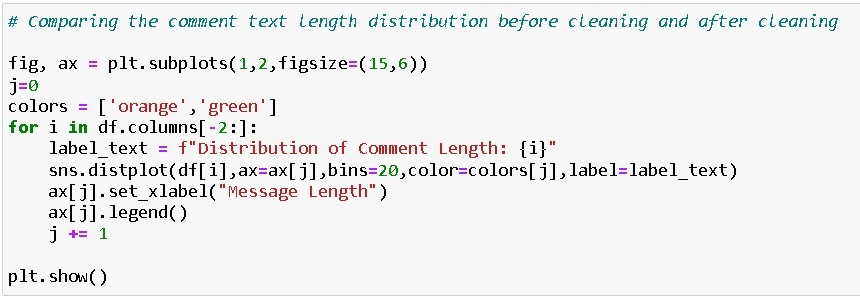 # Comparing the comment text length distribution before cleaning and after cleaning
fig, ax = plt.subplots(1,2,figsize=(15,6))
j=0
colors = ['orange','green']
for i in df.columns[-2:]:
    label_text = f"Distribution of Comment Length: {i}"
    sns.distplot(df[i],ax=ax[j],bins=20,color=colors[j],label=label_text)
    ax[j].set_xlabel("Message Length")
    ax[j].legend()
    j += 1
plt.show()